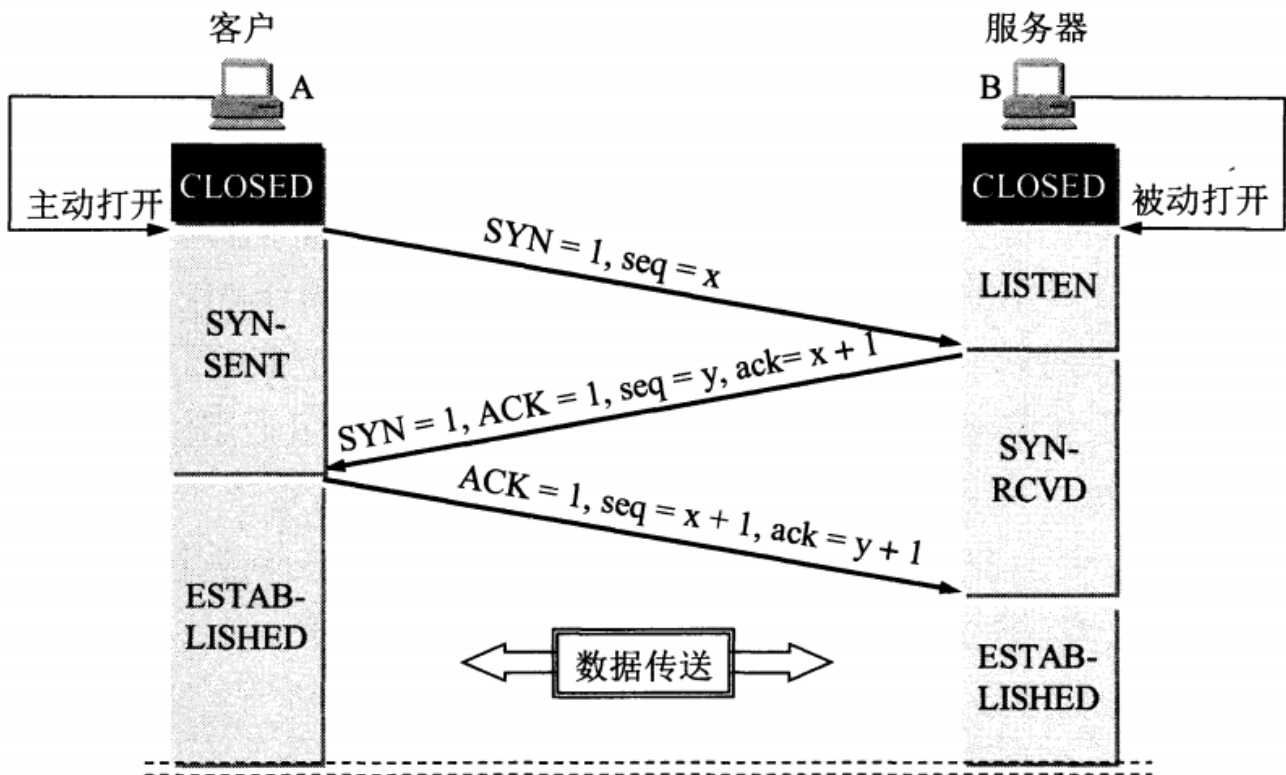 客户
服务器
A
B
CLOSED
CLOSED
主动打开
被动打开
SYN = 1, seq = x
LISTEN
SYN-
SENT
SYN = 1, ACK = 1, seq = y, ack= x + 1
SYN-
RCVD
ACK = 1, seq = x + 1, ack = y + 1
ESTAB-
LISHED
数据传送
ESTAB-
LISHED